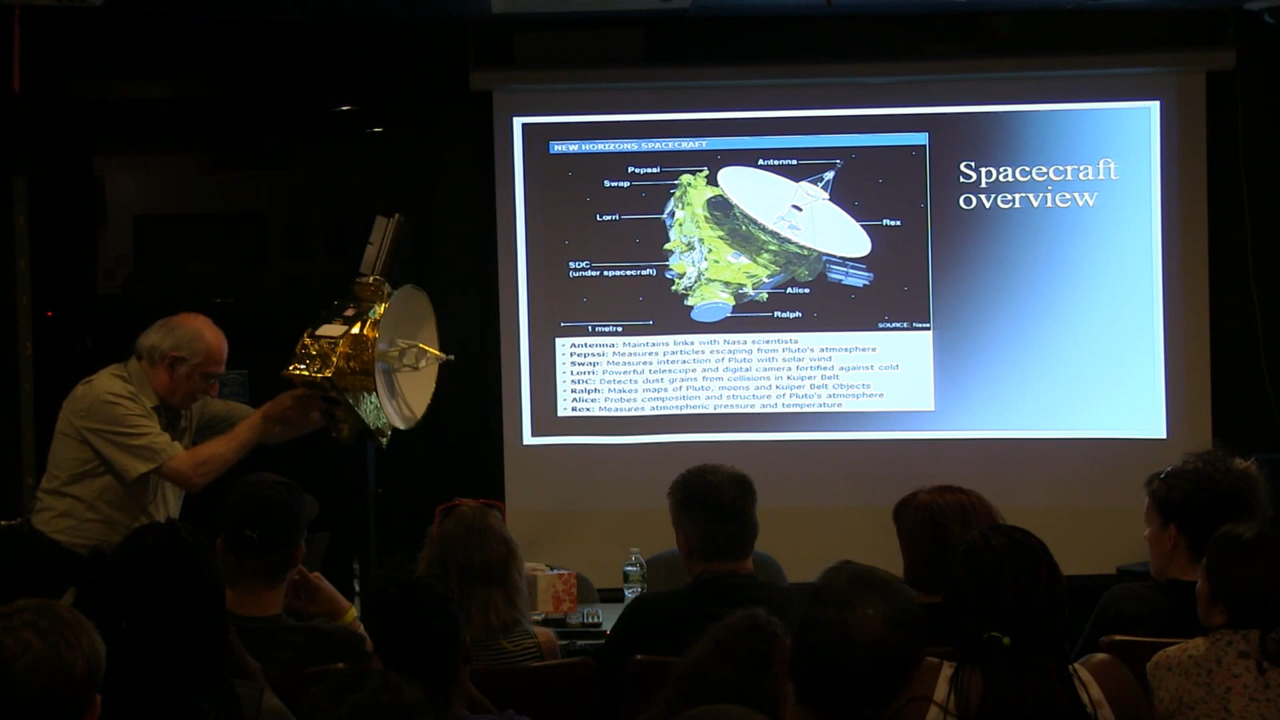 NEW HORIZONS SPACECRAFT
Antenna
Pepssi
Swap
Lorri
Rex
SDC
(under spacecraft)
Alice
Ralph
1 metre
SOURCE: Nasa
Spacecraft
overview
• Antenna: Maintains links with Nasa scientists
• Pepssi: Measures particles escaping from Pluto's atmosphere
• Swap: Measures interaction of Pluto with solar wind
• Lorri: Powerful telescope and digital camera fortified against cold
• SDC: Detects dust grains from collisions in Kuiper Belt
• Ralph: Makes maps of Pluto, moons and Kuiper Belt Objects
• Alice: Probes composition and structure of Pluto's atmosphere
• Rex: Measures atmospheric pressure and temperature